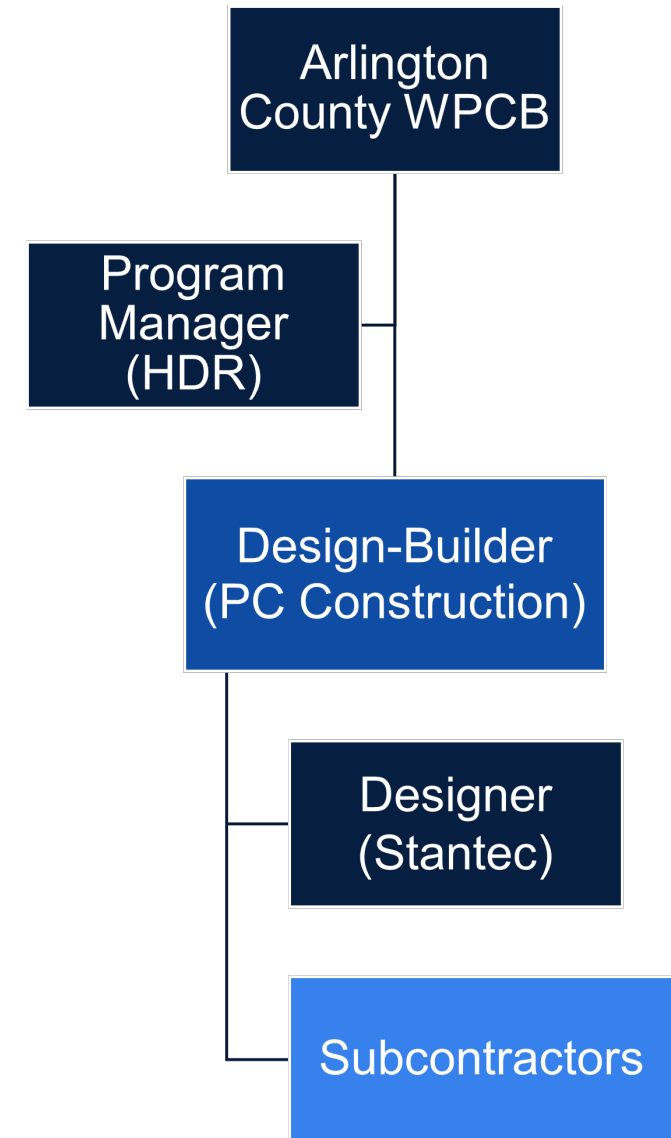 Arlington
County WPCB
Program
Manager
(HDR)
Design-Builder
(PC Construction)
Designer
(Stantec)
Subcontractors